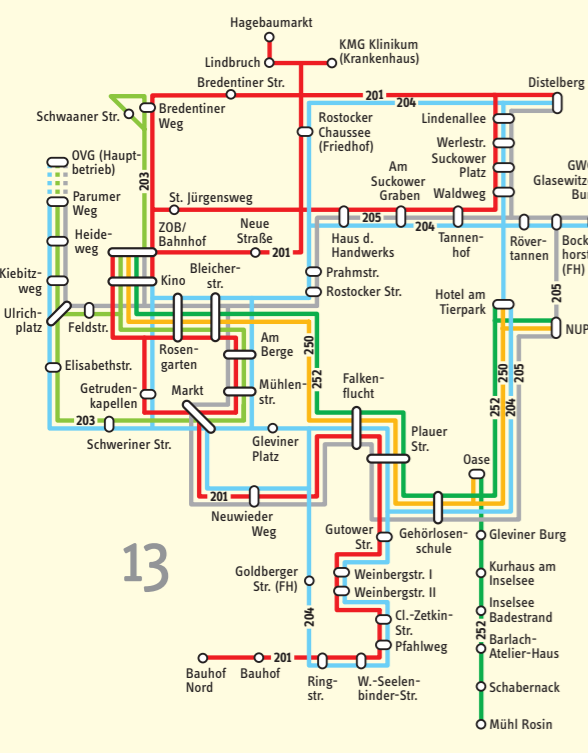 Hagebaumarkt
Lindbruch
KMG Klinikum
(Krankenhaus)
Bredentiner Str.
201
204
Distelberg
Schwaaner Str.
Bredentiner
Weg
Rostocker
Chaussee
(Friedhof)
Lindenallee
Werlestr.
Suckower
Platz
Waldweg
OVG (Haupt-
betrieb)
Parumer
Weg
203
St. Jürgensweg
Am
Suckower
Graben
GW
Glasewitze
Bu
205
204
Heide-
weg
ZOB/
Bahnhof
Neue
Straße
201
Haus d.
Handwerks
Tannen-
hof
Röver-
tannen
Bock
horst
(FH)
Kiebitz-
weg
Kino
Bleicher-
str.
Prahmstr.
Rostocker Str.
Hotel am
Tierpark
205
Ulrich-
platz
Feldstr.
NUP
Rosen-
garten
Am
Berge
250
252
250
205
Elisabethstr.
Getruden-
kapellen
Markt
Mühlen-
str.
Falken-
flucht
252
204
203
Schweriner Str.
Gleviner
Platz
Plauer
Str.
Oase
201
Neuwieder
Weg
Gutower
Str.
Gehörlosen-
schule
Gleviner Burg
13
Goldberger
Str. (FH)
Weinbergstr. I
Weinbergstr. II
Kurhaus am
Inselsee
Inselsee
Badestrand
204
Cl.-Zetkin-
Str.
Pfahlweg
252
Barlach-
Atelier-Haus
201
Bauhof
Nord
Bauhof
Ring-
str.
W.-Seelen-
binder-Str.
Schabernack
Mühl Rosin